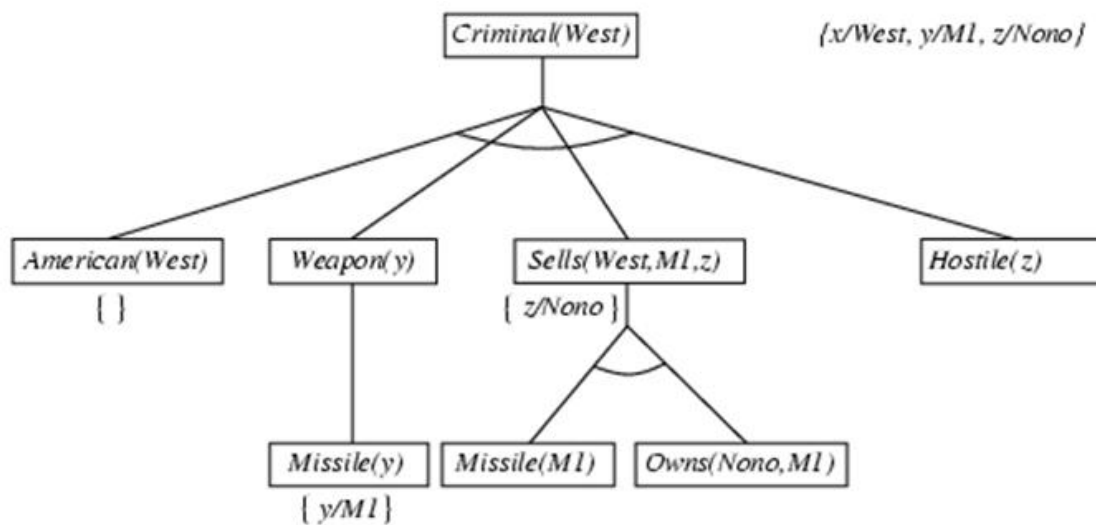 Criminal(West)
{x/West, y/M1, z/Nono}
American(West)
Weapon(y)
Sells(West,M1,z)
Hostile(z)
{ }
{ z/Nono }
Missile(y)
Missile(M1)
Owns(Nono,M1)
{ y/M1}